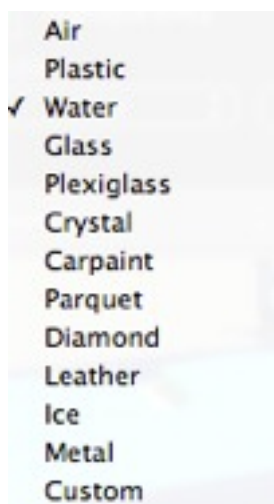 Air
Plastic
✓ Water
Glass
Plexiglass
Crystal
Carpaint
Parquet
Diamond
Leather
Ice
Metal
Custom